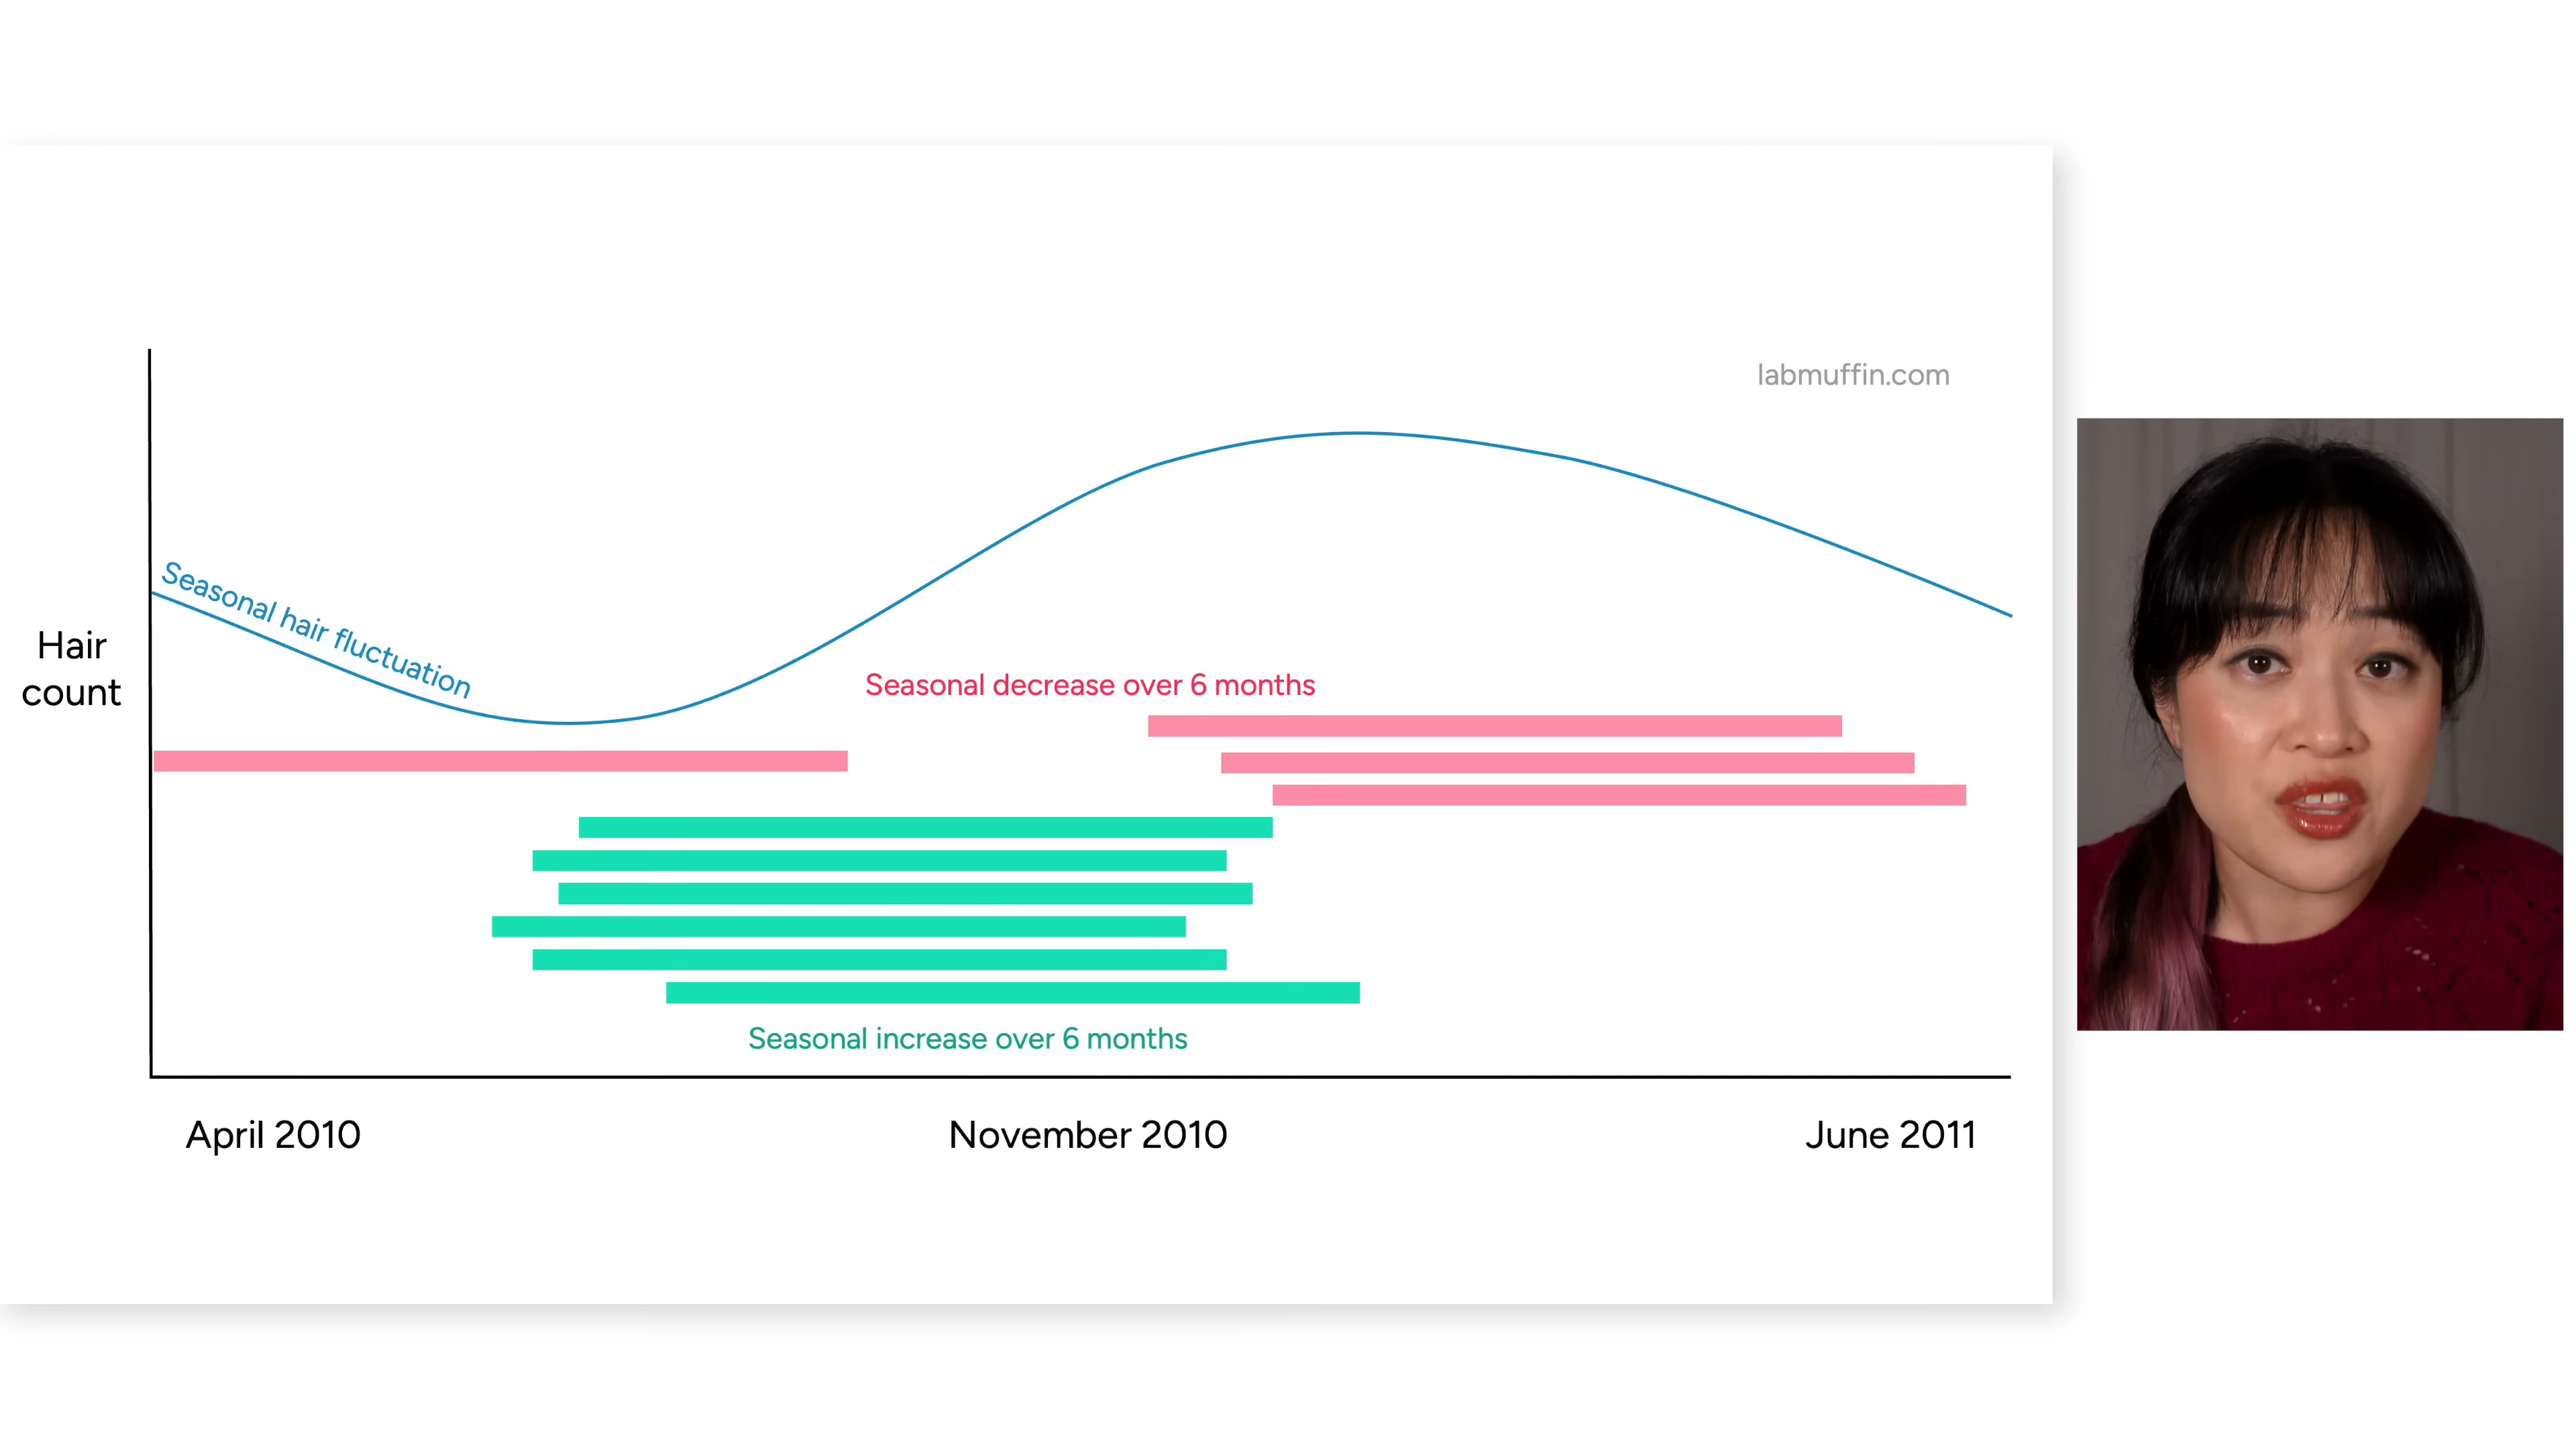 labmuffin.com
Seasonal hair fluctuation
Hair
count
Seasonal decrease over 6 months
Seasonal increase over 6 months
April 2010
November 2010
June 2011